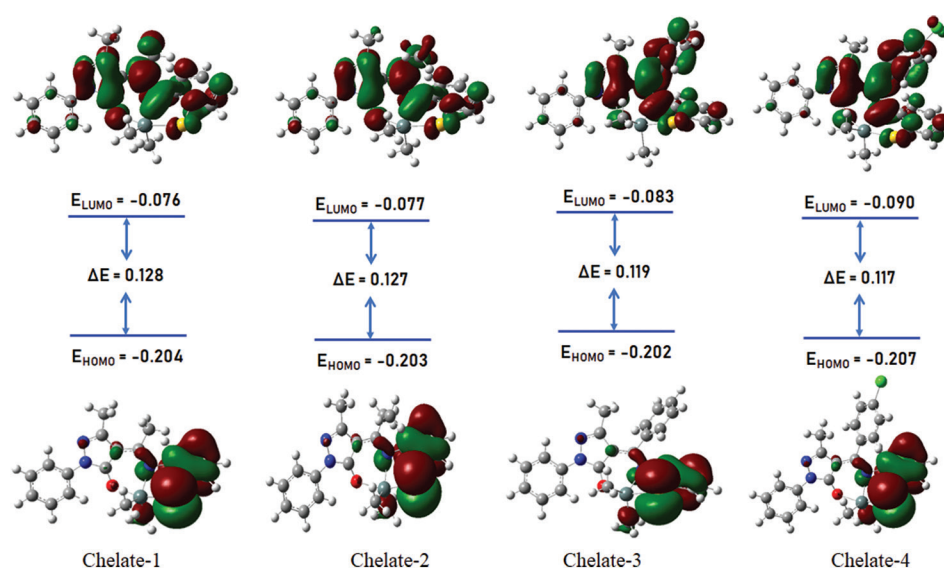 E_LUMO = -0.076
E_LUMO = -0.077
E_LUMO = -0.083
E_LUMO = -0.090
ΔE = 0.128
ΔE = 0.127
ΔE = 0.119
ΔE = 0.117
E_HOMO = -0.204
E_HOMO = -0.203
E_HOMO = -0.202
E_HOMO = -0.207
Chelate-1
Chelate-2
Chelate-3
Chelate-4